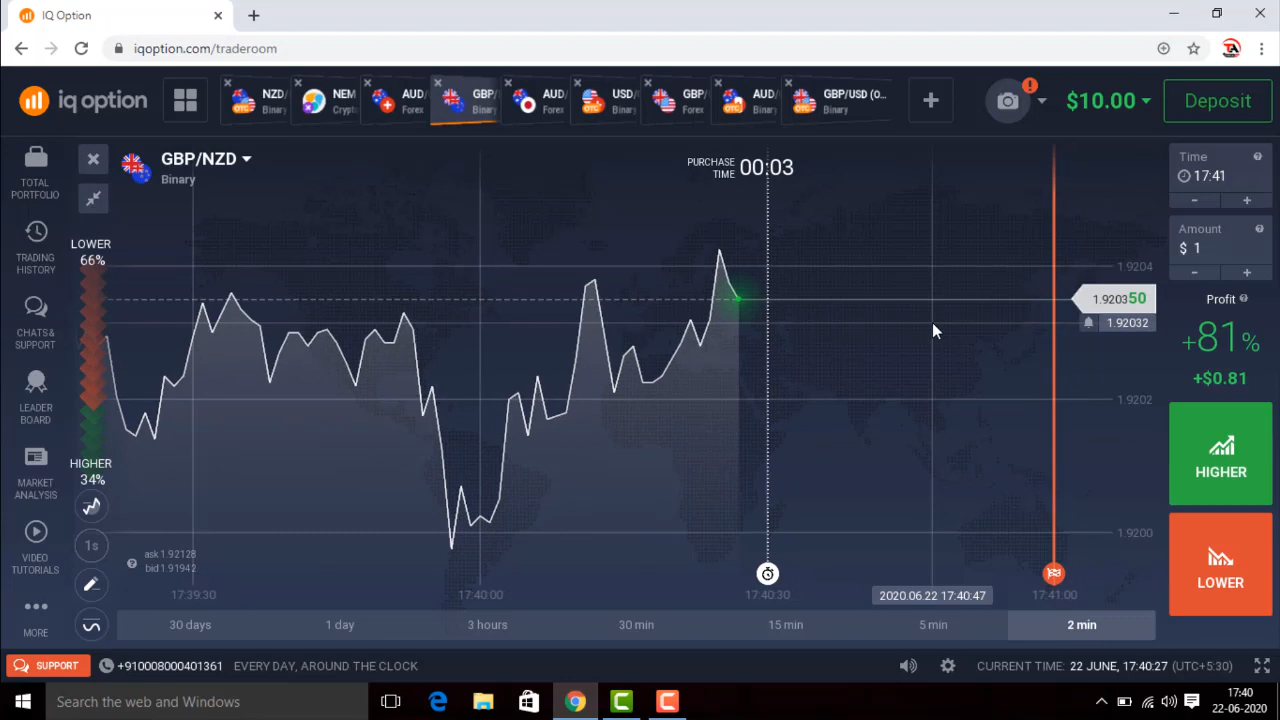 IQ Option
iqoption.com/traderoom
iq option
NZD/
Binary
NEM
Crypt
AUD/
Forex
GBP/
Binary
AUD/
Forex
USD/
Binary
GBP/
Forex
AUD/
Binary
GBP/USD (O...
Binary
OTC
OTC
OTC
OTC
$10.00
Deposit
TOTAL
PORTFOLIO
TRADING
HISTORY
CHATS &
SUPPORT
LEADER
BOARD
MARKET
ANALYSIS
VIDEO
TUTORIALS
MORE
GBP/NZD
Binary
LOWER
66%
HIGHER
34%
1s
ask 1.92128
bid 1.91942
PURCHASE
TIME
00:03
1.9204
1.920350
1.92032
1.9202
1.9200
17:39:30
17:40:00
17:40:30
2020.06.22 17:40:47
17:41:00
30 days
1 day
3 hours
30 min
15 min
5 min
2 min
Time
17:41
- +
Amount
$ 1
- +
Profit
+81%
+$0.81
HIGHER
LOWER
SUPPORT
+910008000401361
EVERY DAY, AROUND THE CLOCK
CURRENT TIME: 22 JUNE, 17:40:27 (UTC+5:30)
Search the web and Windows
17:40
22-06-2020